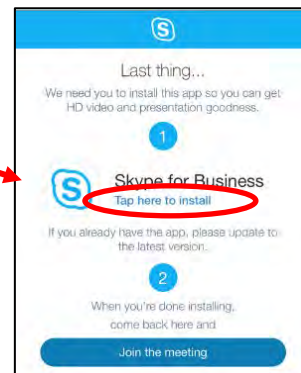 Last thing...
We need you to install this app so you can get
HD video and presentation goodness.
1
Skype for Business
Tap here to install
If you already have the app, please update to
the latest version.
2
When you're done installing,
come back here and
Join the meeting